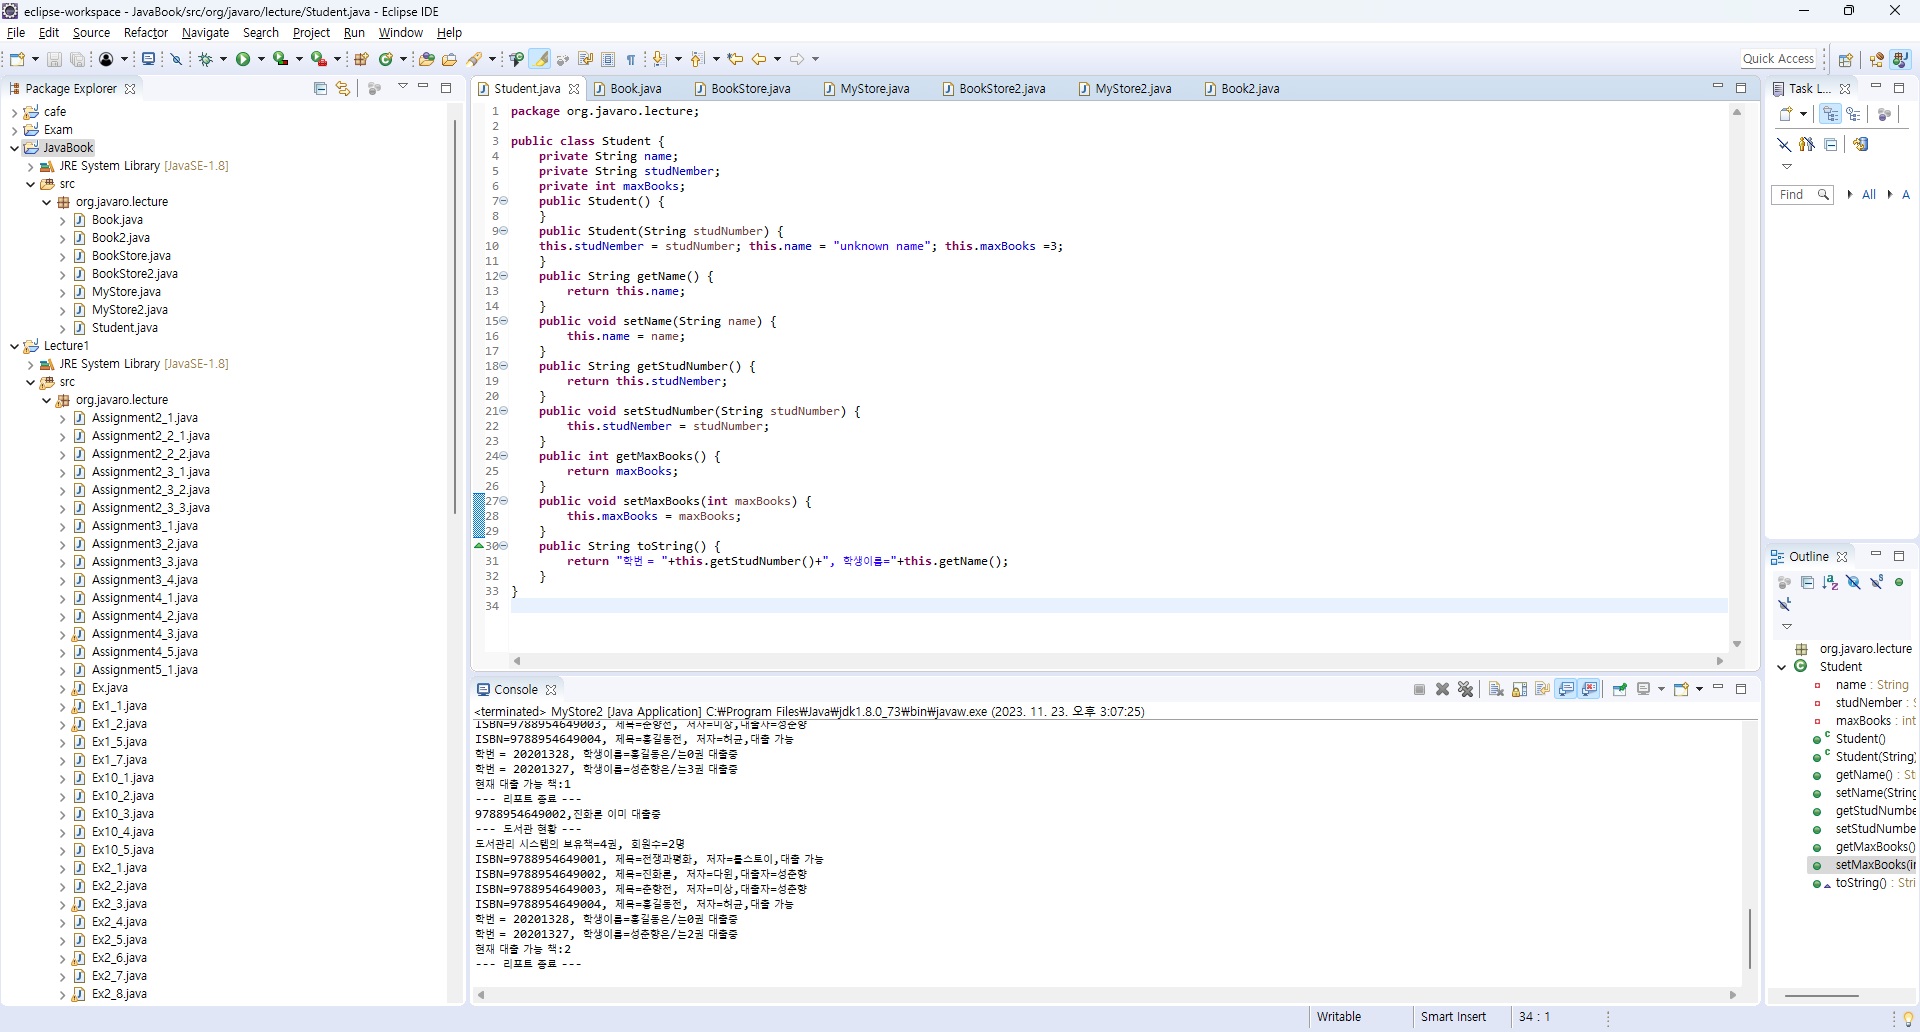 eclipse-workspace - JavaBook/src/org/javaro/lecture/Student.java - Eclipse IDE
File Edit Source Refactor Navigate Search Project Run Window Help
Quick Access
Package Explorer
cafe
Exam
JavaBook
JRE System Library [JavaSE-1.8]
src
org.javaro.lecture
Book.java
Book2.java
BookStore.java
BookStore2.java
MyStore.java
MyStore2.java
Student.java
Lecture1
JRE System Library [JavaSE-1.8]
src
org.javaro.lecture
Assignment2_1.java
Assignment2_2_1.java
Assignment2_2_2.java
Assignment2_3_1.java
Assignment2_3_2.java
Assignment2_3_3.java
Assignment3_1.java
Assignment3_2.java
Assignment3_3.java
Assignment3_4.java
Assignment4_1.java
Assignment4_2.java
Assignment4_3.java
Assignment4_5.java
Assignment5_1.java
Ex.java
Ex1_1.java
Ex1_2.java
Ex1_5.java
Ex1_7.java
Ex10_1.java
Ex10_2.java
Ex10_3.java
Ex10_4.java
Ex10_5.java
Ex2_1.java
Ex2_2.java
Ex2_3.java
Ex2_4.java
Ex2_5.java
Ex2_6.java
Ex2_7.java
Ex2_8.java
Student.java Book.java BookStore.java MyStore.java BookStore2.java MyStore2.java Book2.java
1 package org.javaro.lecture;
2
3 public class Student {
4 private String name;
5 private String studNember;
6 private int maxBooks;
7 public Student() {
8 }
9 public Student(String studNumber) {
10 this.studNember = studNumber; this.name = "unknown name"; this.maxBooks =3;
11 }
12 public String getName() {
13 return this.name;
14 }
15 public void setName(String name) {
16 this.name = name;
17 }
18 public String getStudNumber() {
19 return this.studNember;
20 }
21 public void setStudNumber(String studNumber) {
22 this.studNember = studNumber;
23 }
24 public int getMaxBooks() {
25 return maxBooks;
26 }
27 public void setMaxBooks(int maxBooks) {
28 this.maxBooks = maxBooks;
29 }
30 public String toString() {
31 return "학번 = "+this.getStudNumber()+", 학생이름="+this.getName();
32 }
33 }
34
Console
<terminated> MyStore2 [Java Application] C:₩Program Files₩Java₩jdk1.8.0_73₩bin₩javaw.exe (2023. 11. 23. 오후 3:07:25)
ISBN=9788954649003, 제목=춘향전, 저자=미상,대출자=성춘향
ISBN=9788954649004, 제목=홍길동전, 저자=허균,대출 가능
학번 = 20201328, 학생이름=홍길동은/는0권 대출중
학번 = 20201327, 학생이름=성춘향은/는3권 대출중
현재 대출 가능 책:1
--- 리포트 종료 ---
9788954649002,진화론 이미 대출중
--- 도서관 현황 ---
도서관리 시스템의 보유책=4권, 회원수=2명
ISBN=9788954649001, 제목=전쟁과평화, 저자=톨스토이,대출 가능
ISBN=9788954649002, 제목=진화론, 저자=다윈,대출자=성춘향
ISBN=9788954649003, 제목=춘향전, 저자=미상,대출자=성춘향
ISBN=9788954649004, 제목=홍길동전, 저자=허균,대출 가능
학번 = 20201328, 학생이름=홍길동은/는0권 대출중
학번 = 20201327, 학생이름=성춘향은/는2권 대출중
현재 대출 가능 책:2
--- 리포트 종료 ---
Task L...
Find All A
Outline
org.javaro.lecture
Student
name : String
studNember :
maxBooks : int
Student()
Student(String)
getName() : St
setName(String
getStudNumbe
setStudNumbe
getMaxBooks()
setMaxBooks(in
toString() : Stri
Writable Smart Insert 34 : 1